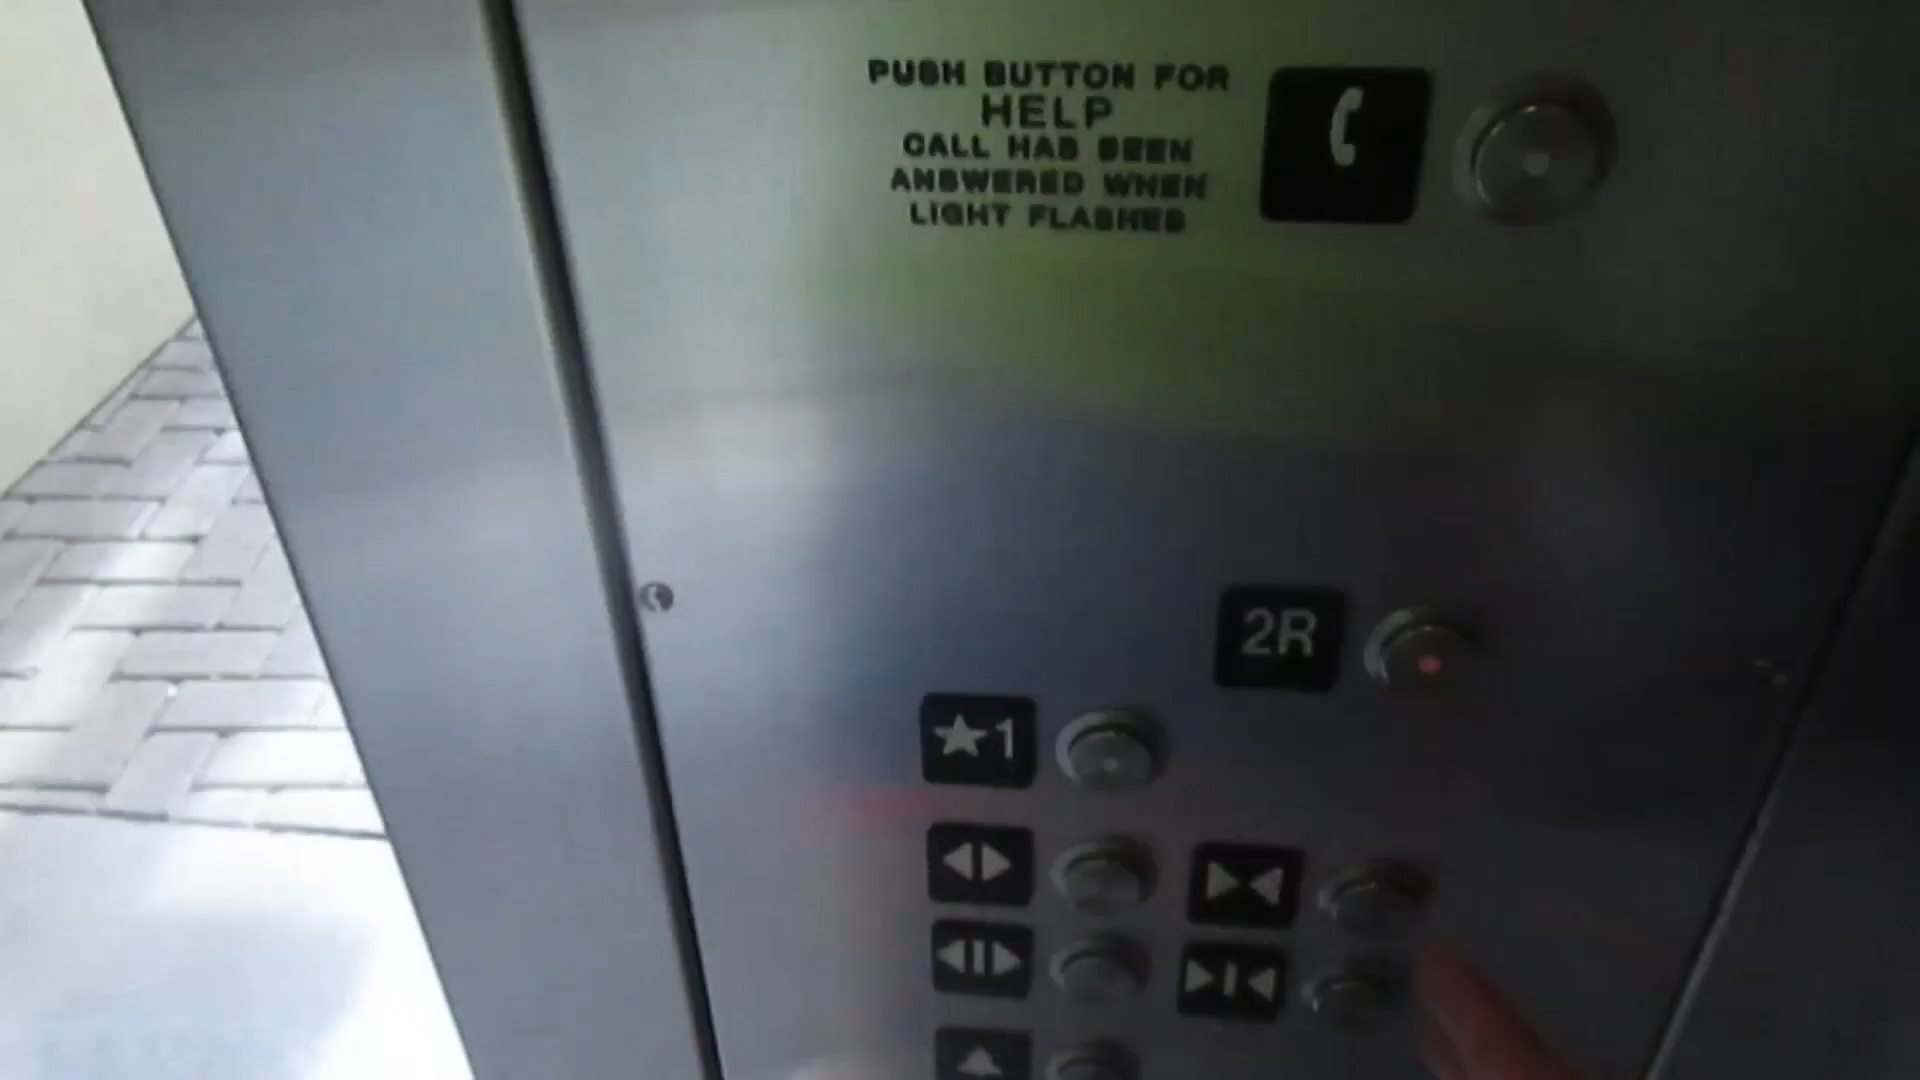 PUSH BUTTON FOR
HELP
CALL HAS BEEN
ANSWERED WHEN
LIGHT FLASHES
2R
★1